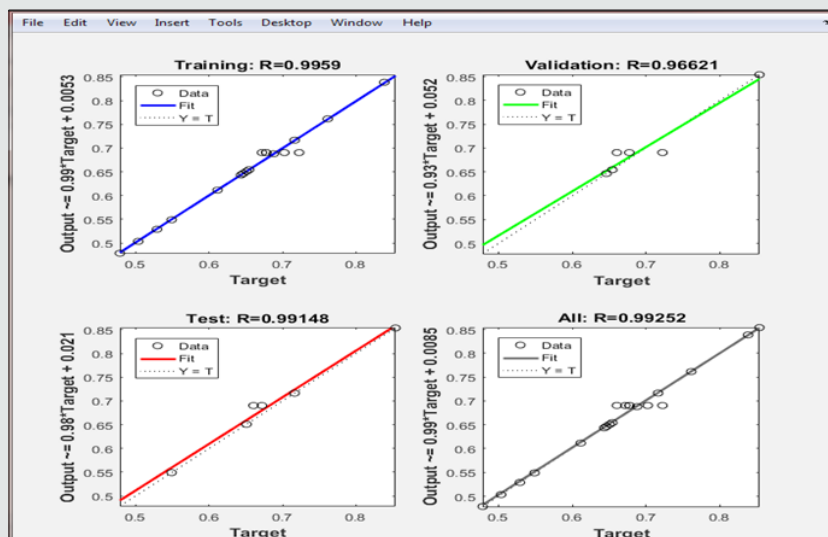 File Edit View Insert Tools Desktop Window Help
Training: R=0.9959
Output ~= 0.99*Target + 0.0053
0.85
0.8
0.75
0.7
0.65
0.6
0.55
0.5
Data
Fit
Y = T
0.5 0.6 0.7 0.8
Target
Validation: R=0.96621
Output ~= 0.93*Target + 0.052
0.85
0.8
0.75
0.7
0.65
0.6
0.55
0.5
Data
Fit
Y = T
0.5 0.6 0.7 0.8
Target
Test: R=0.99148
Output ~= 0.98*Target + 0.021
0.85
0.8
0.75
0.7
0.65
0.6
0.55
0.5
Data
Fit
Y = T
0.5 0.6 0.7 0.8
Target
All: R=0.99252
Output ~= 0.99*Target + 0.0085
0.85
0.8
0.75
0.7
0.65
0.6
0.55
0.5
Data
Fit
Y = T
0.5 0.6 0.7 0.8
Target